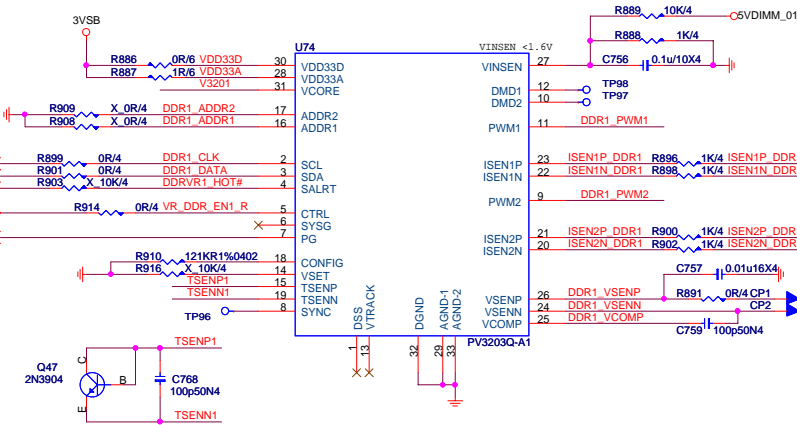 R889 10K/4 5VDIMM_01
3VSB
R888 1K/4
U74 VINSEN <1.6V
R886 0R/6 VDD33D 30 VDD33D VINSEN 27 C756 0.1u/10X4
R887 1R/6 VDD33A 28 VDD33A
V3201 31 VCORE DMD1 12 TP98
DMD2 10 TP97
R909 X_0R/4 DDR1_ADDR2 17 ADDR2
R908 X_0R/4 DDR1_ADDR1 16 ADDR1 PWM1 11 DDR1_PWM1
R899 0R/4 DDR1_CLK 2 SCL ISEN1P 23 ISEN1P_DDR1 R896 1K/4 ISEN1P_DDR
R901 0R/4 DDR1_DATA 3 SDA ISEN1N 22 ISEN1N_DDR1 R898 1K/4 ISEN1N_DDR
R903 X_10K/4 DDRVR1_HOT# 4 SALRT
PWM2 9 DDR1_PWM2
R914 0R/4 VR_DDR_EN1_R 5 CTRL
6 SYSG
7 PG ISEN2P 21 ISEN2P_DDR1 R900 1K/4 ISEN2P_DDR
ISEN2N 20 ISEN2N_DDR1 R902 1K/4 ISEN2N_DDR
R910 121KR1%0402 18 CONFIG
R916 X_10K/4 14 VSET C757 0.01u16X4
TSENP1 15 TSENP
TSENN1 19 TSENN VSENP 26 DDR1_VSENP R891 0R/4 CP1
TP96 8 SYNC VSENN 24 DDR1_VSENN CP2
VCOMP 25 DDR1_VCOMP C759 100p50N4
DSS VTRACK DGND AGND-1 AGND-2
PV3203Q-A1
1 13 32 29 33
TSENP1
Q47 C
2N3904 B C768
100p50N4
E
TSENN1